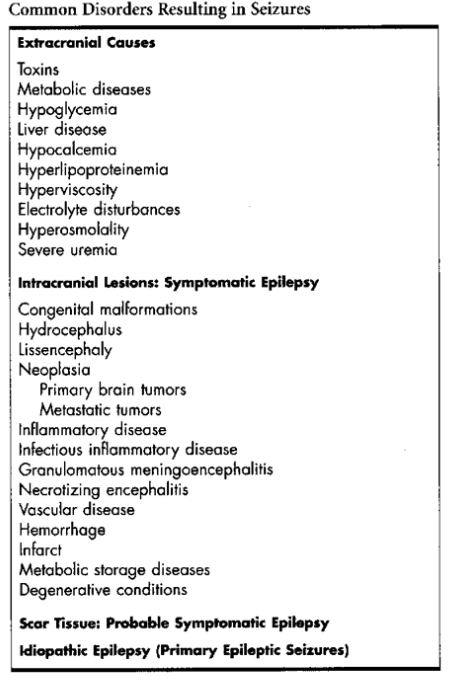 Common Disorders Resulting in Seizures
Extracranial Causes
Toxins
Metabolic diseases
Hypoglycemia
Liver disease
Hypocalcemia
Hyperlipoproteinemia
Hyperviscosity
Electrolyte disturbances
Hyperosmolality
Severe uremia
Intracranial Lesions: Symptomatic Epilepsy
Congenital malformations
Hydrocephalus
Lissencephaly
Neoplasia
Primary brain tumors
Metastatic tumors
Inflammatory disease
Infectious inflammatory disease
Granulomatous meningoencephalitis
Necrotizing encephalitis
Vascular disease
Hemorrhage
Infarct
Metabolic storage diseases
Degenerative conditions
Scar Tissue: Probable Symptomatic Epilepsy
Idiopathic Epilepsy (Primary Epileptic Seizures)